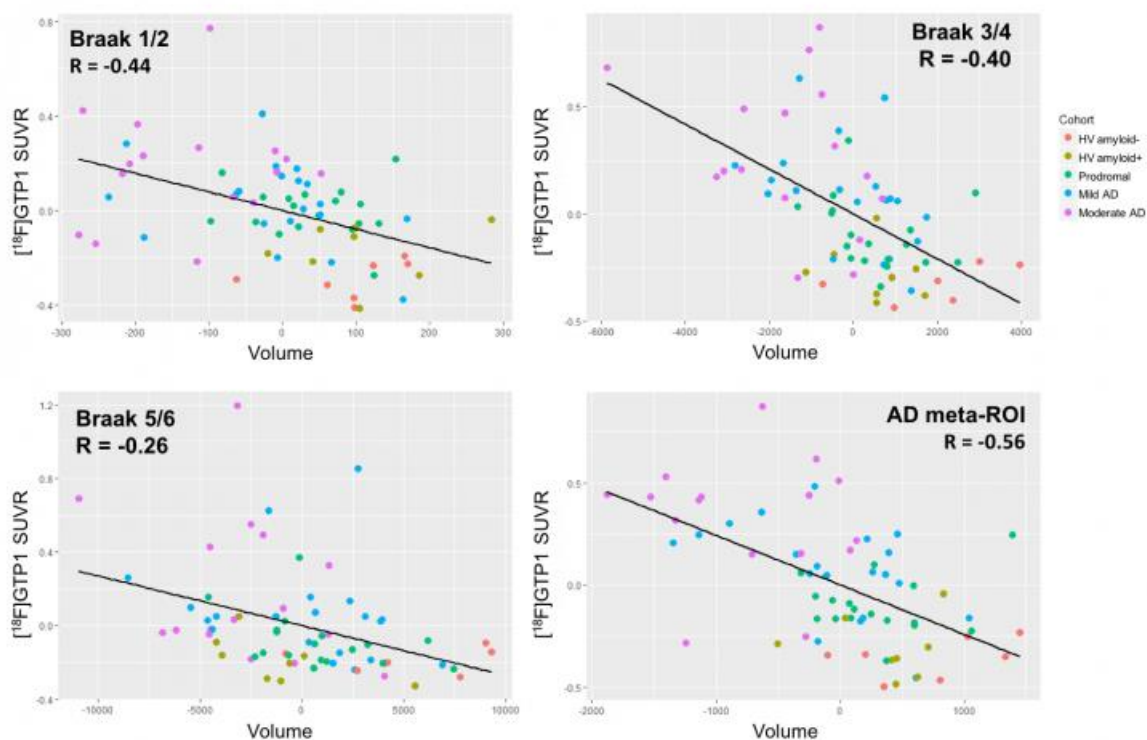 Braak 1/2
R = -0.44
[¹⁸F]GTP1 SUVR
0.8
0.4
0.0
-0.4
-300
-200
-100
0
100
200
300
Volume
Braak 3/4
R = -0.40
[¹⁸F]GTP1 SUVR
0.5
0.0
-0.5
-6000
-4000
-2000
0
2000
4000
Volume
Cohort
HV amyloid-
HV amyloid+
Prodromal
Mild AD
Moderate AD
Braak 5/6
R = -0.26
[¹⁸F]GTP1 SUVR
1.2
0.8
0.4
0.0
-0.4
-10000
-5000
0
5000
10000
Volume
AD meta-ROI
R = -0.56
[¹⁸F]GTP1 SUVR
0.5
0.0
-0.5
-2000
-1000
0
1000
Volume